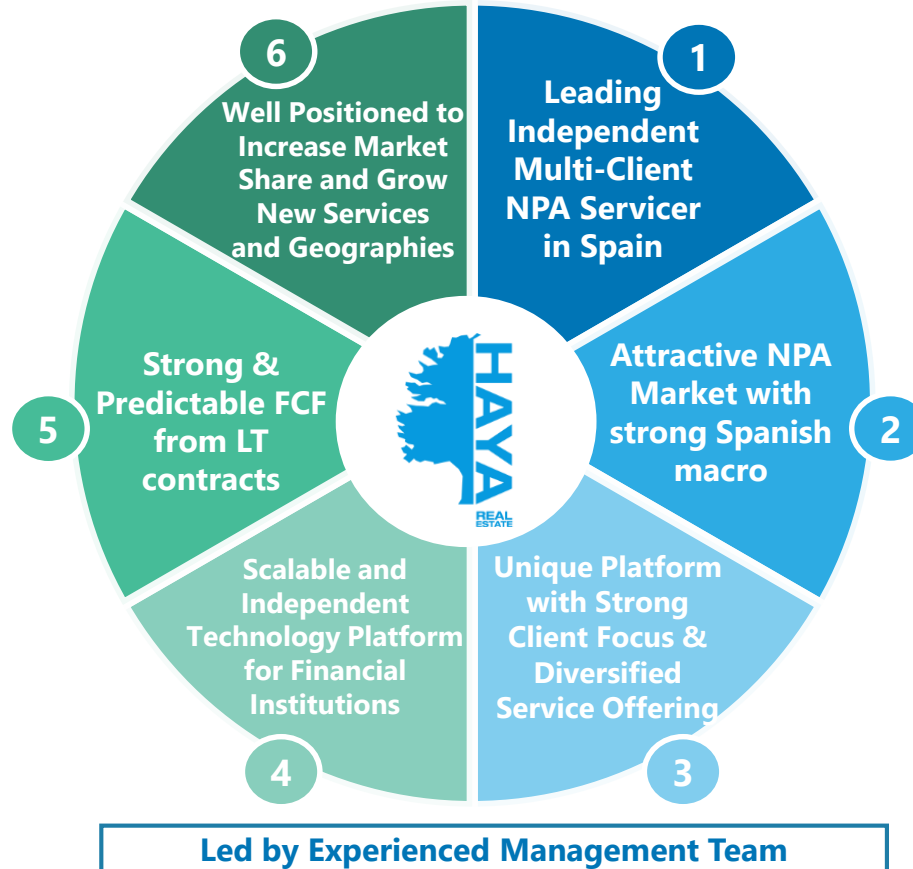 1
Leading
Independent
Multi-Client
NPA Servicer
in Spain
2
Attractive NPA
Market with
strong Spanish
macro
3
Unique Platform
with Strong
Client Focus &
Diversified
Service Offering
4
Scalable and
Independent
Technology Platform
for Financial
Institutions
5
Strong &
Predictable FCF
from LT
contracts
6
Well Positioned to
Increase Market
Share and Grow
New Services
and Geographies
HAYA
REAL
ESTATE
Led by Experienced Management Team